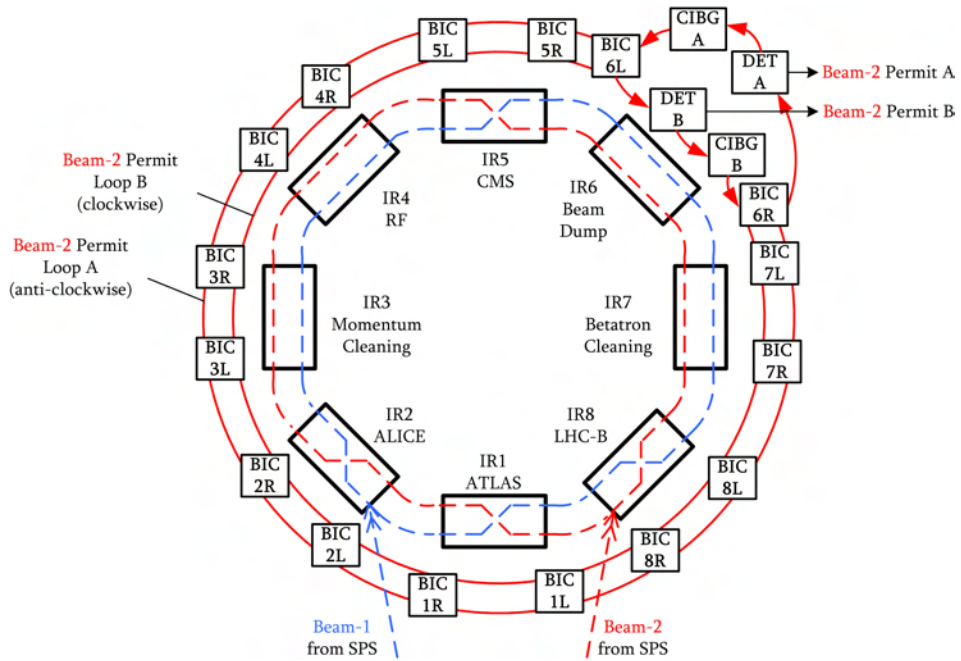 BIC
5L
BIC
5R
BIC
6L
CIBG
A
DET
A
Beam-2 Permit A
BIC
4R
DET
B
Beam-2 Permit B
BIC
4L
IR5
CMS
CIBG
B
IR4
RF
IR6
Beam
Dump
BIC
6R
Beam-2 Permit
Loop B
(clockwise)
Beam-2 Permit
Loop A
(anti-clockwise)
BIC
3R
BIC
7L
IR3
Momentum
Cleaning
IR7
Betatron
Cleaning
BIC
3L
BIC
7R
IR2
ALICE
IR8
LHC-B
IR1
ATLAS
BIC
2R
BIC
8L
BIC
2L
BIC
8R
BIC
1R
BIC
1L
Beam-1
from SPS
Beam-2
from SPS